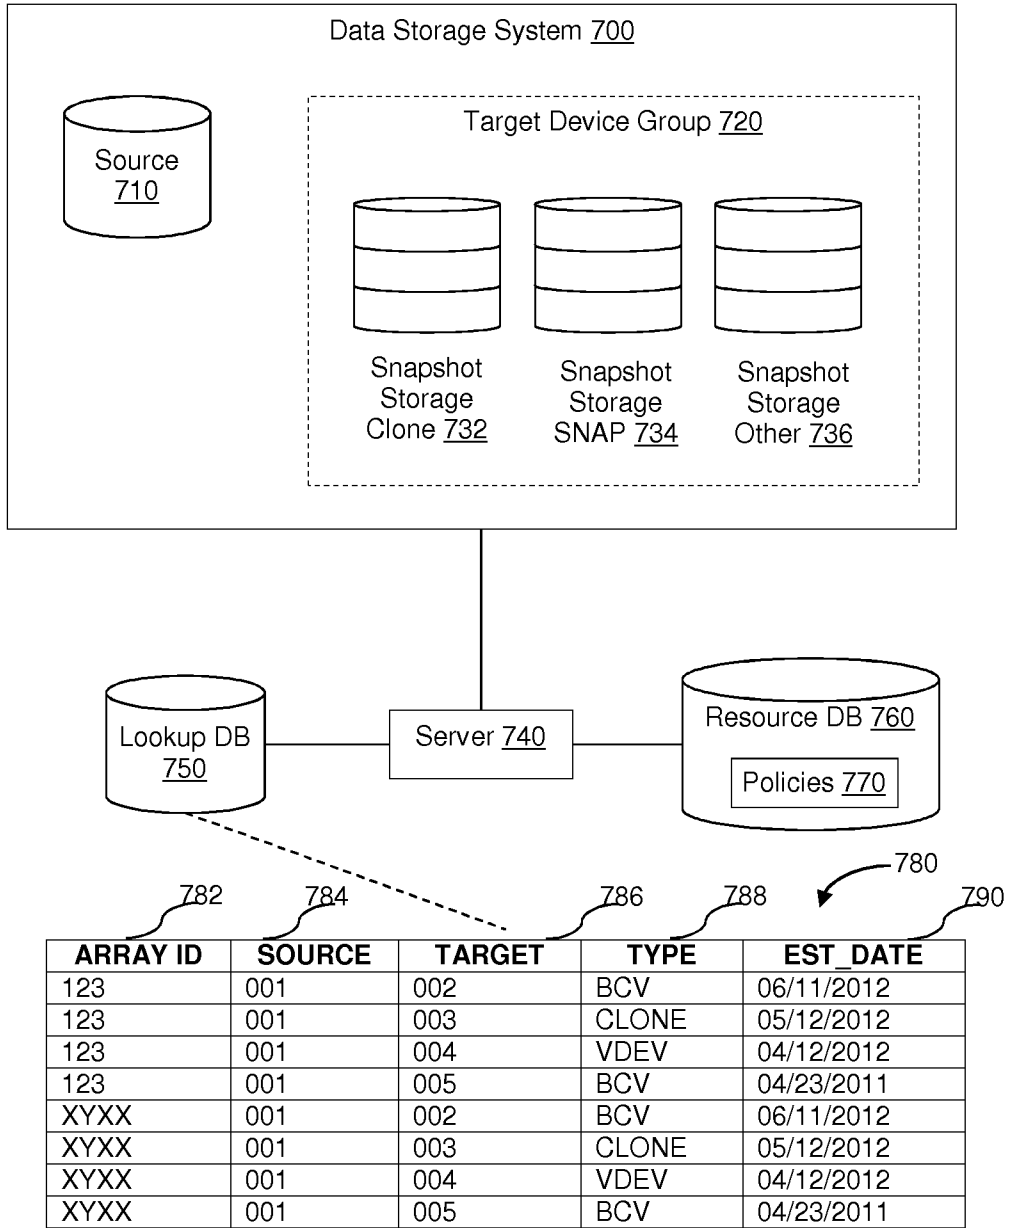 Data Storage System 700
Source
710
Target Device Group 720
Snapshot
Storage
Clone 732
Snapshot
Storage
SNAP 734
Snapshot
Storage
Other 736
Lookup DB
750
Server 740
Resource DB 760
Policies 770
780
782 784 786 788 790
ARRAY ID SOURCE TARGET TYPE EST_DATE
123 001 002 BCV 06/11/2012
123 001 003 CLONE 05/12/2012
123 001 004 VDEV 04/12/2012
123 001 005 BCV 04/23/2011
XYXX 001 002 BCV 06/11/2012
XYXX 001 003 CLONE 05/12/2012
XYXX 001 004 VDEV 04/12/2012
XYXX 001 005 BCV 04/23/2011